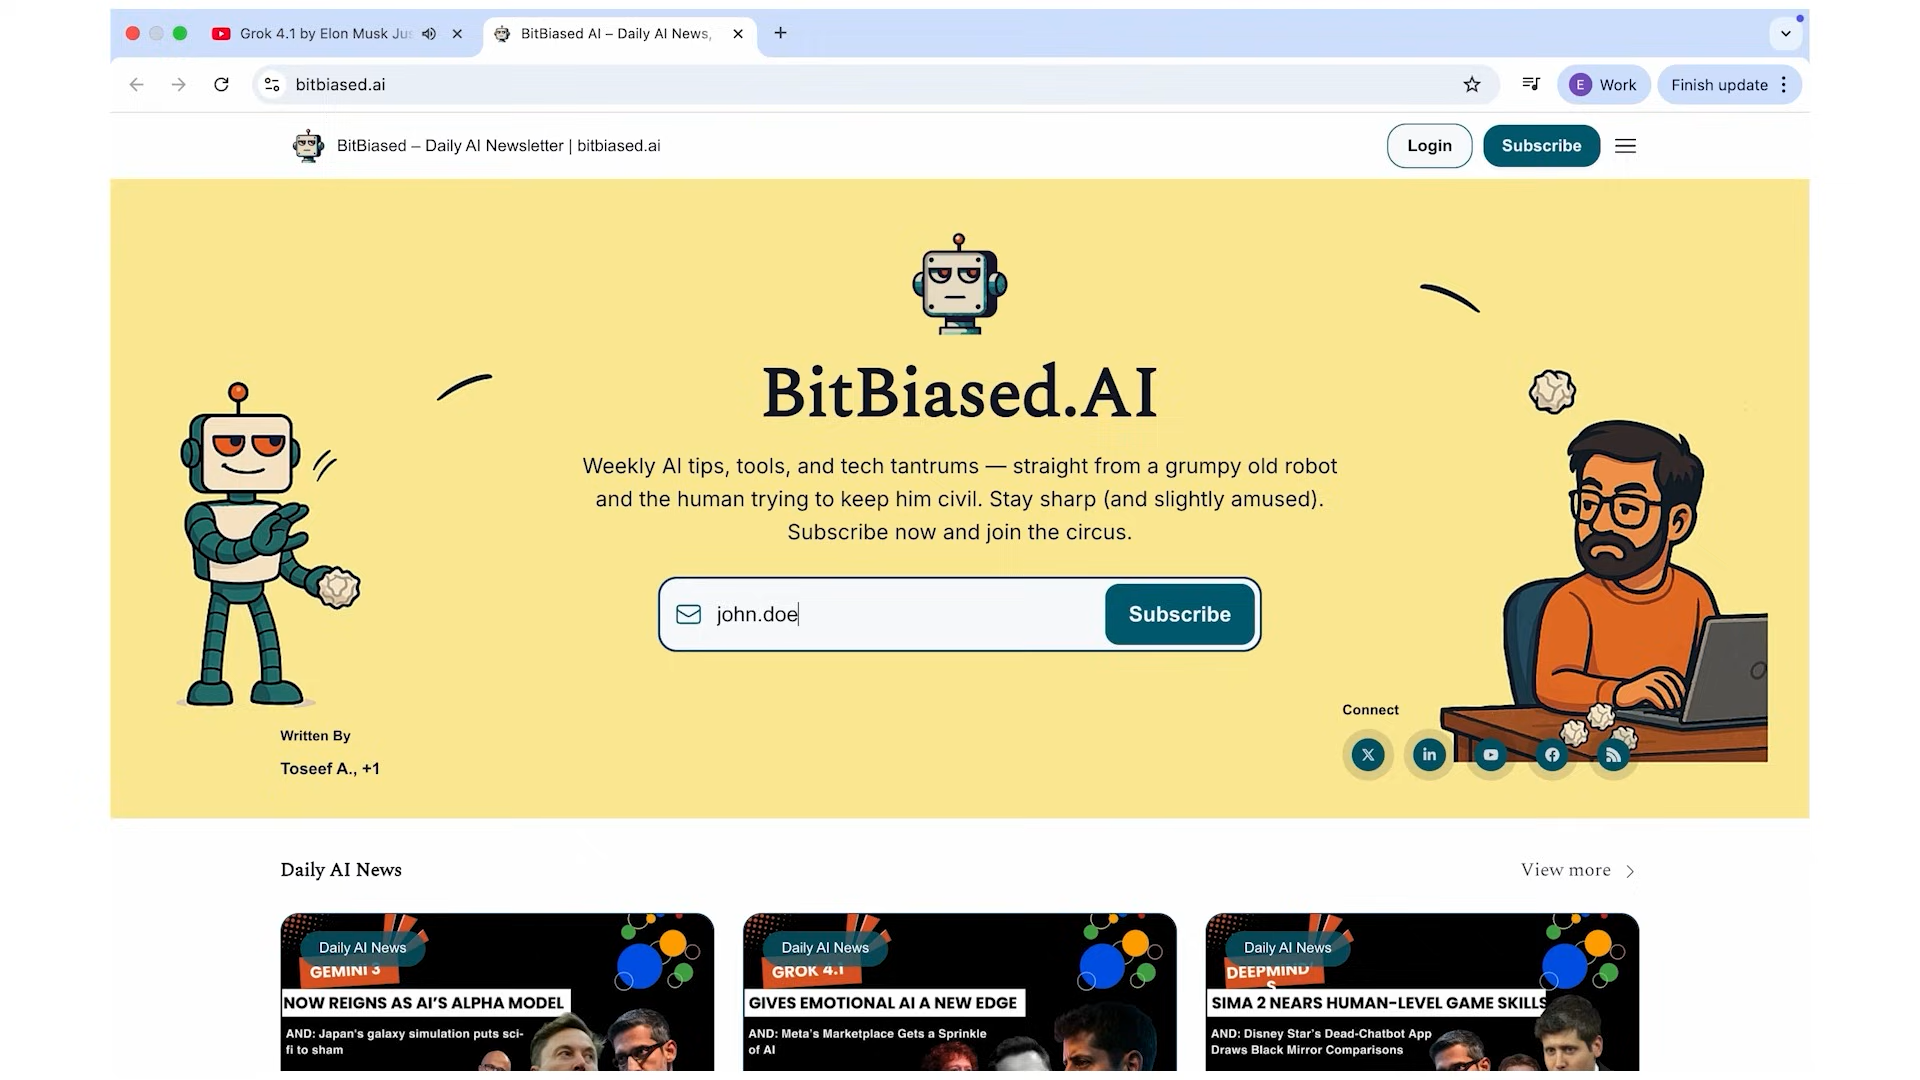 Grok 4.1 by Elon Musk Jus
BitBiased AI – Daily AI News,
bitbiased.ai
E Work
Finish update
BitBiased – Daily AI Newsletter | bitbiased.ai
Login
Subscribe
BitBiased.AI
Weekly AI tips, tools, and tech tantrums — straight from a grumpy old robot
and the human trying to keep him civil. Stay sharp (and slightly amused).
Subscribe now and join the circus.
john.doe
Subscribe
Connect
Written By
Toseef A., +1
Daily AI News
View more
Daily AI News
GEMINI 3
NOW REIGNS AS AI'S ALPHA MODEL
AND: Japan's galaxy simulation puts sci-
fi to sham
Daily AI News
GROK 4.1
GIVES EMOTIONAL AI A NEW EDGE
AND: Meta's Marketplace Gets a Sprinkle
of AI
Daily AI News
DEEPMIND'
S
SIMA 2 NEARS HUMAN-LEVEL GAME SKILLS
AND: Disney Star's Dead-Chatbot App
Draws Black Mirror Comparisons